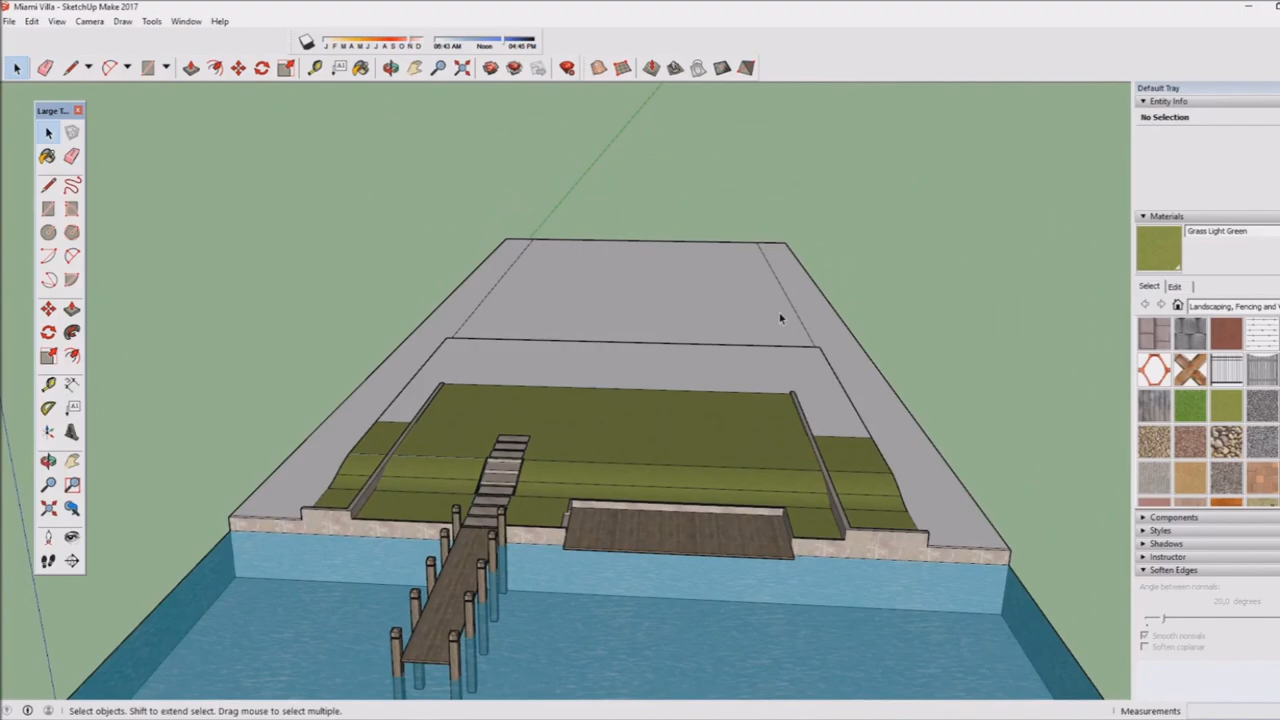 Miami Villa - SketchUp Make 2017
File Edit View Camera Draw Tools Window Help
J F M A M J J A S O N D
06:43 AM Noon 04:45 PM
Large T...
Default Tray
Entity Info
No Selection
Materials
Grass Light Green
Select Edit
Landscaping, Fencing and
Components
Styles
Shadows
Instructor
Soften Edges
Angle between normals:
20,0 degrees
Smooth normals
Soften coplanar
Select objects. Shift to extend select. Drag mouse to select multiple.
Measurements